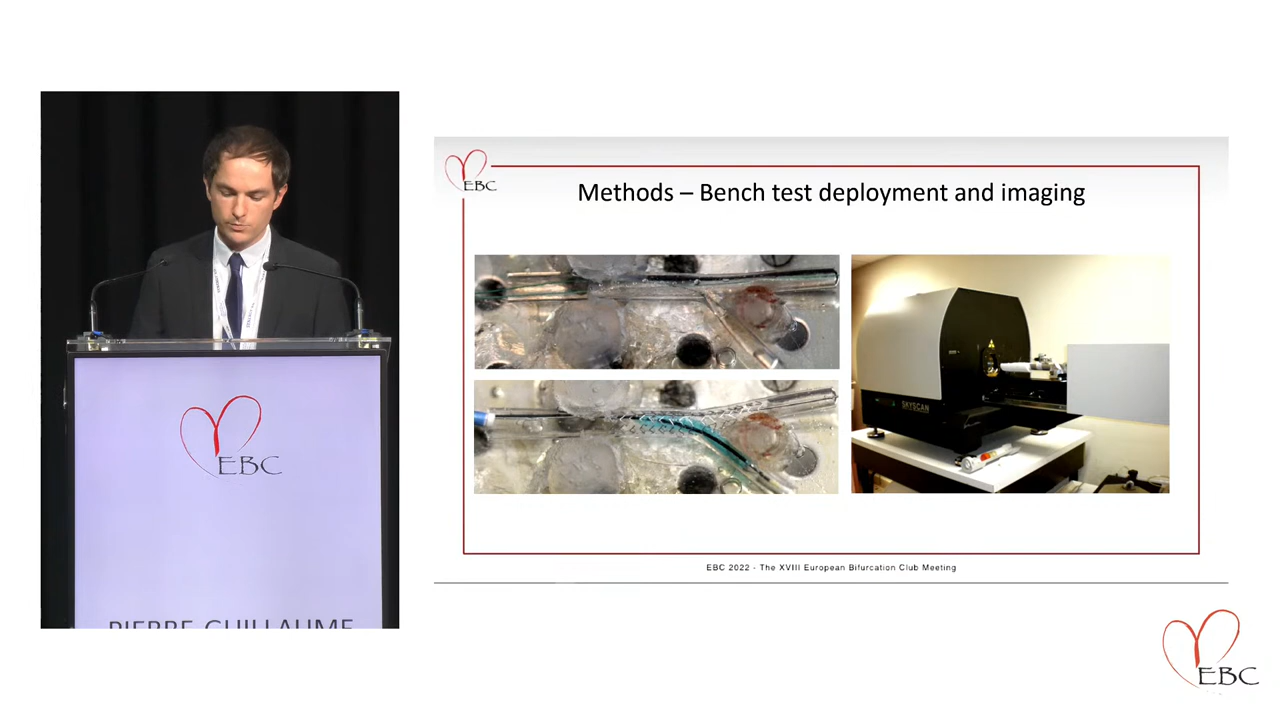 EBC
PIERRE GUILLAUME
EBC
Methods – Bench test deployment and imaging
SKYSCAN
EBC 2022 - The XVIII European Bifurcation Club Meeting
EBC